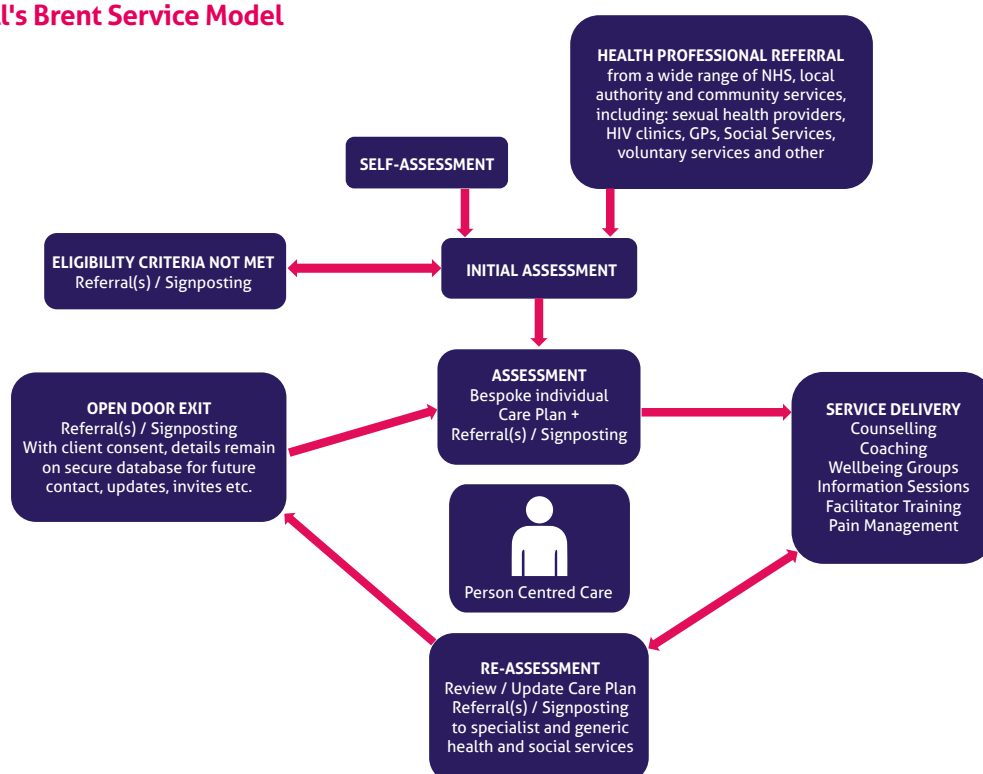 l's Brent Service Model
HEALTH PROFESSIONAL REFERRAL
from a wide range of NHS, local
authority and community services,
including: sexual health providers,
HIV clinics, GPs, Social Services,
voluntary services and other
SELF-ASSESSMENT
ELIGIBILITY CRITERIA NOT MET
Referral(s) / Signposting
INITIAL ASSESSMENT
ASSESSMENT
Bespoke individual
Care Plan +
Referral(s) / Signposting
OPEN DOOR EXIT
Referral(s) / Signposting
With client consent, details remain
on secure database for future
contact, updates, invites etc.
SERVICE DELIVERY
Counselling
Coaching
Wellbeing Groups
Information Sessions
Facilitator Training
Pain Management
Person Centred Care
RE-ASSESSMENT
Review / Update Care Plan
Referral(s) / Signposting
to specialist and generic
health and social services